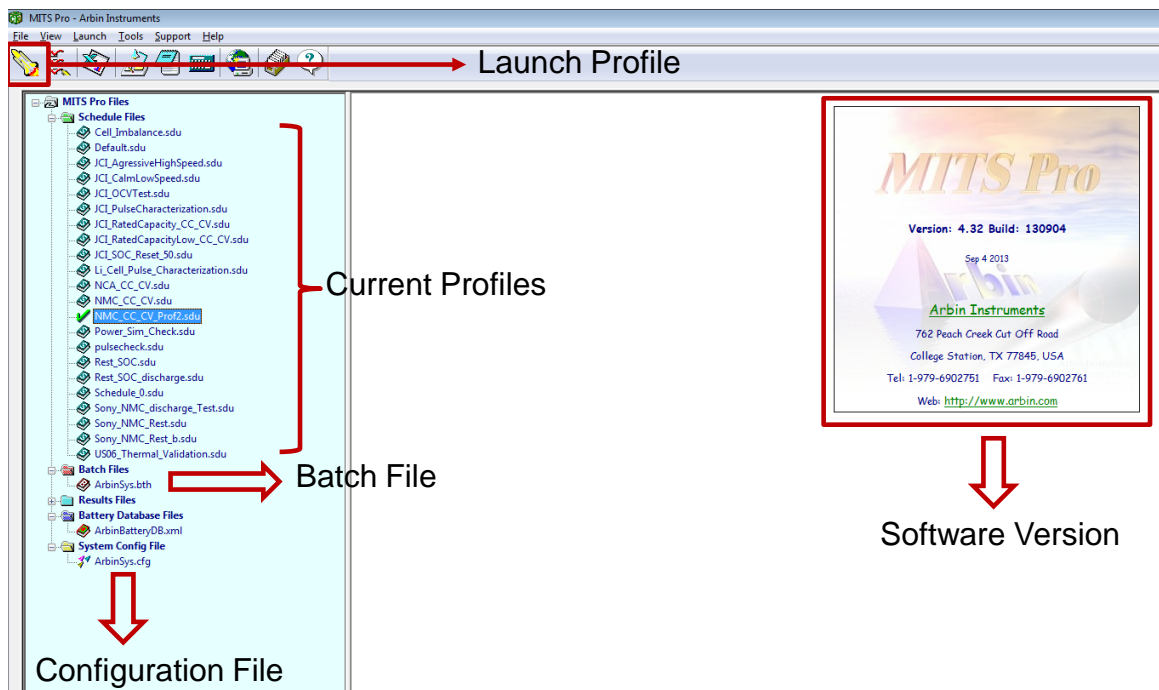 MITS Pro - Arbin Instruments
File View Launch Tools Support Help
Launch Profile
MITS Pro Files
Schedule Files
Cell_Imbalance.sdu
Default.sdu
JCI_AgressiveHighSpeed.sdu
JCI_CalmLowSpeed.sdu
JCI_OCVTest.sdu
JCI_PulseCharacterization.sdu
JCI_RatedCapacity_CC_CV.sdu
JCI_RatedCapacityLow_CC_CV.sdu
JCI_SOC_Reset_50.sdu
Li_Cell_Pulse_Characterization.sdu
NCA_CC_CV.sdu
NMC_CC_CV.sdu
NMC_CC_CV_Prof2.sdu
Power_Sim_Check.sdu
pulsecheck.sdu
Rest_SOC.sdu
Rest_SOC_discharge.sdu
Schedule_0.sdu
Sony_NMC_discharge_Test.sdu
Sony_NMC_Rest.sdu
Sony_NMC_Rest_b.sdu
US06_Thermal_Validation.sdu
Batch Files
ArbinSys.bth
Results Files
Battery Database Files
ArbinBatteryDB.xml
System Config File
ArbinSys.cfg
Current Profiles
Batch File
Configuration File
MITS Pro
Version: 4.32 Build: 130904
Sep 4 2013
Arbin
Arbin Instruments
762 Peach Creek Cut Off Road
College Station, TX 77845, USA
Tel: 1-979-6902751 Fax: 1-979-6902761
Web: http://www.arbin.com
Software Version